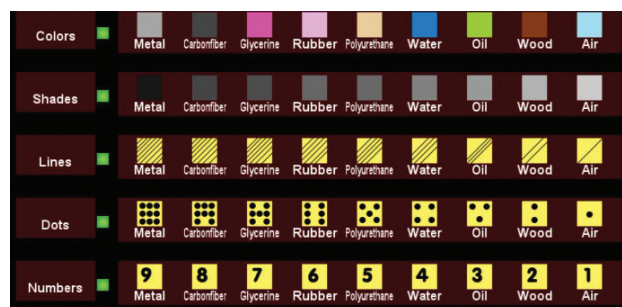 Colors
Metal Carbonfiber Glycerine Rubber Polyurethane Water Oil Wood Air
Shades
Metal Carbonfiber Glycerine Rubber Polyurethane Water Oil Wood Air
Lines
Metal Carbonfiber Glycerine Rubber Polyurethane Water Oil Wood Air
Dots
Metal Carbonfiber Glycerine Rubber Polyurethane Water Oil Wood Air
Numbers
9 8 7 6 5 4 3 2 1
Metal Carbonfiber Glycerine Rubber Polyurethane Water Oil Wood Air